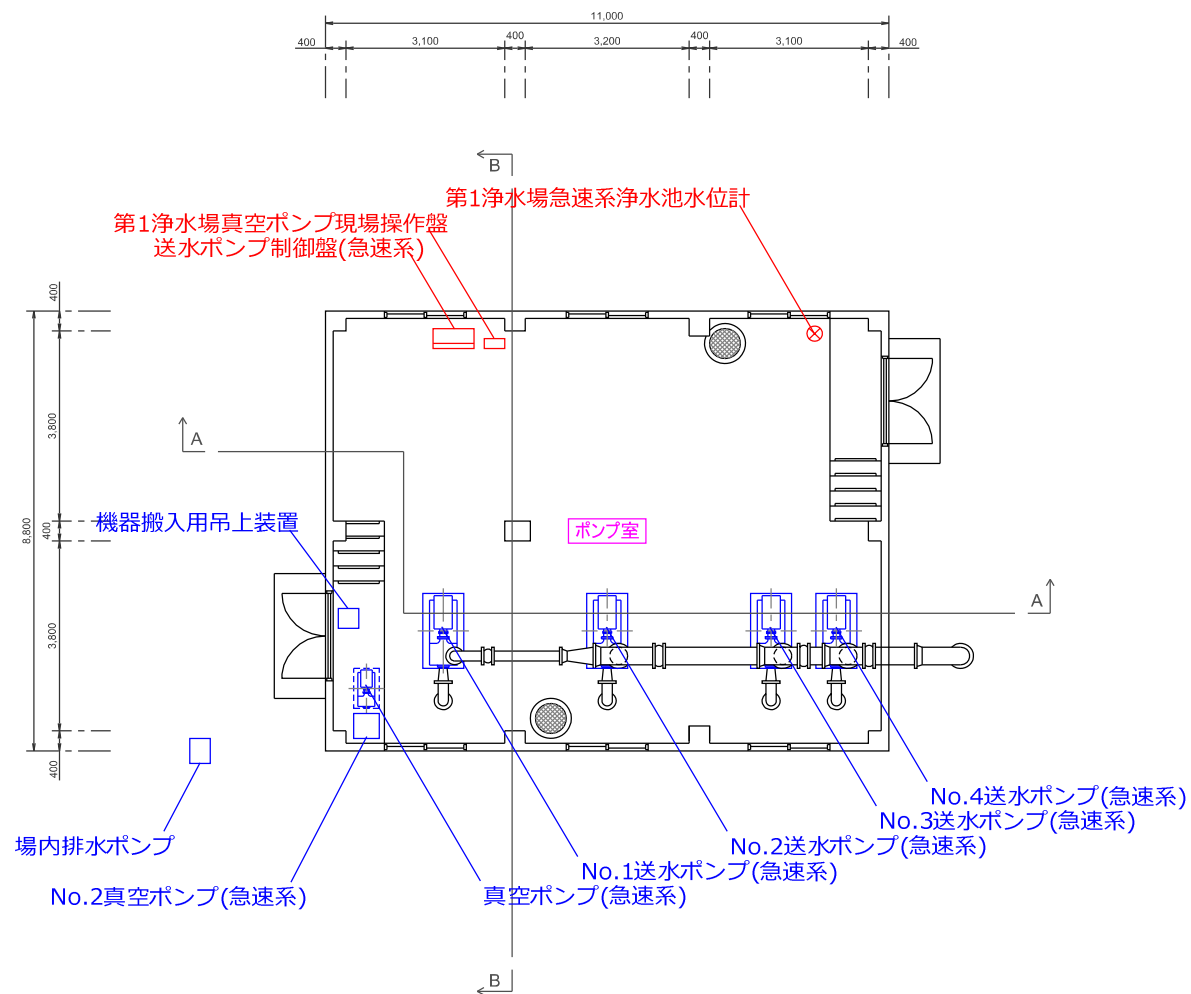 11,000
400
3,100
400
3,200
400
3,100
400
B
第1浄水場急速系浄水池水位計
第1浄水場真空ポンプ現場操作盤
送水ポンプ制御盤(急速系)
400
3,800
400
3,800
400
8,800
A
機器搬入用吊上装置
ポンプ室
A
No.4送水ポンプ(急速系)
No.3送水ポンプ(急速系)
場内排水ポンプ
No.2送水ポンプ(急速系)
No.1送水ポンプ(急速系)
No.2真空ポンプ(急速系)
真空ポンプ(急速系)
B